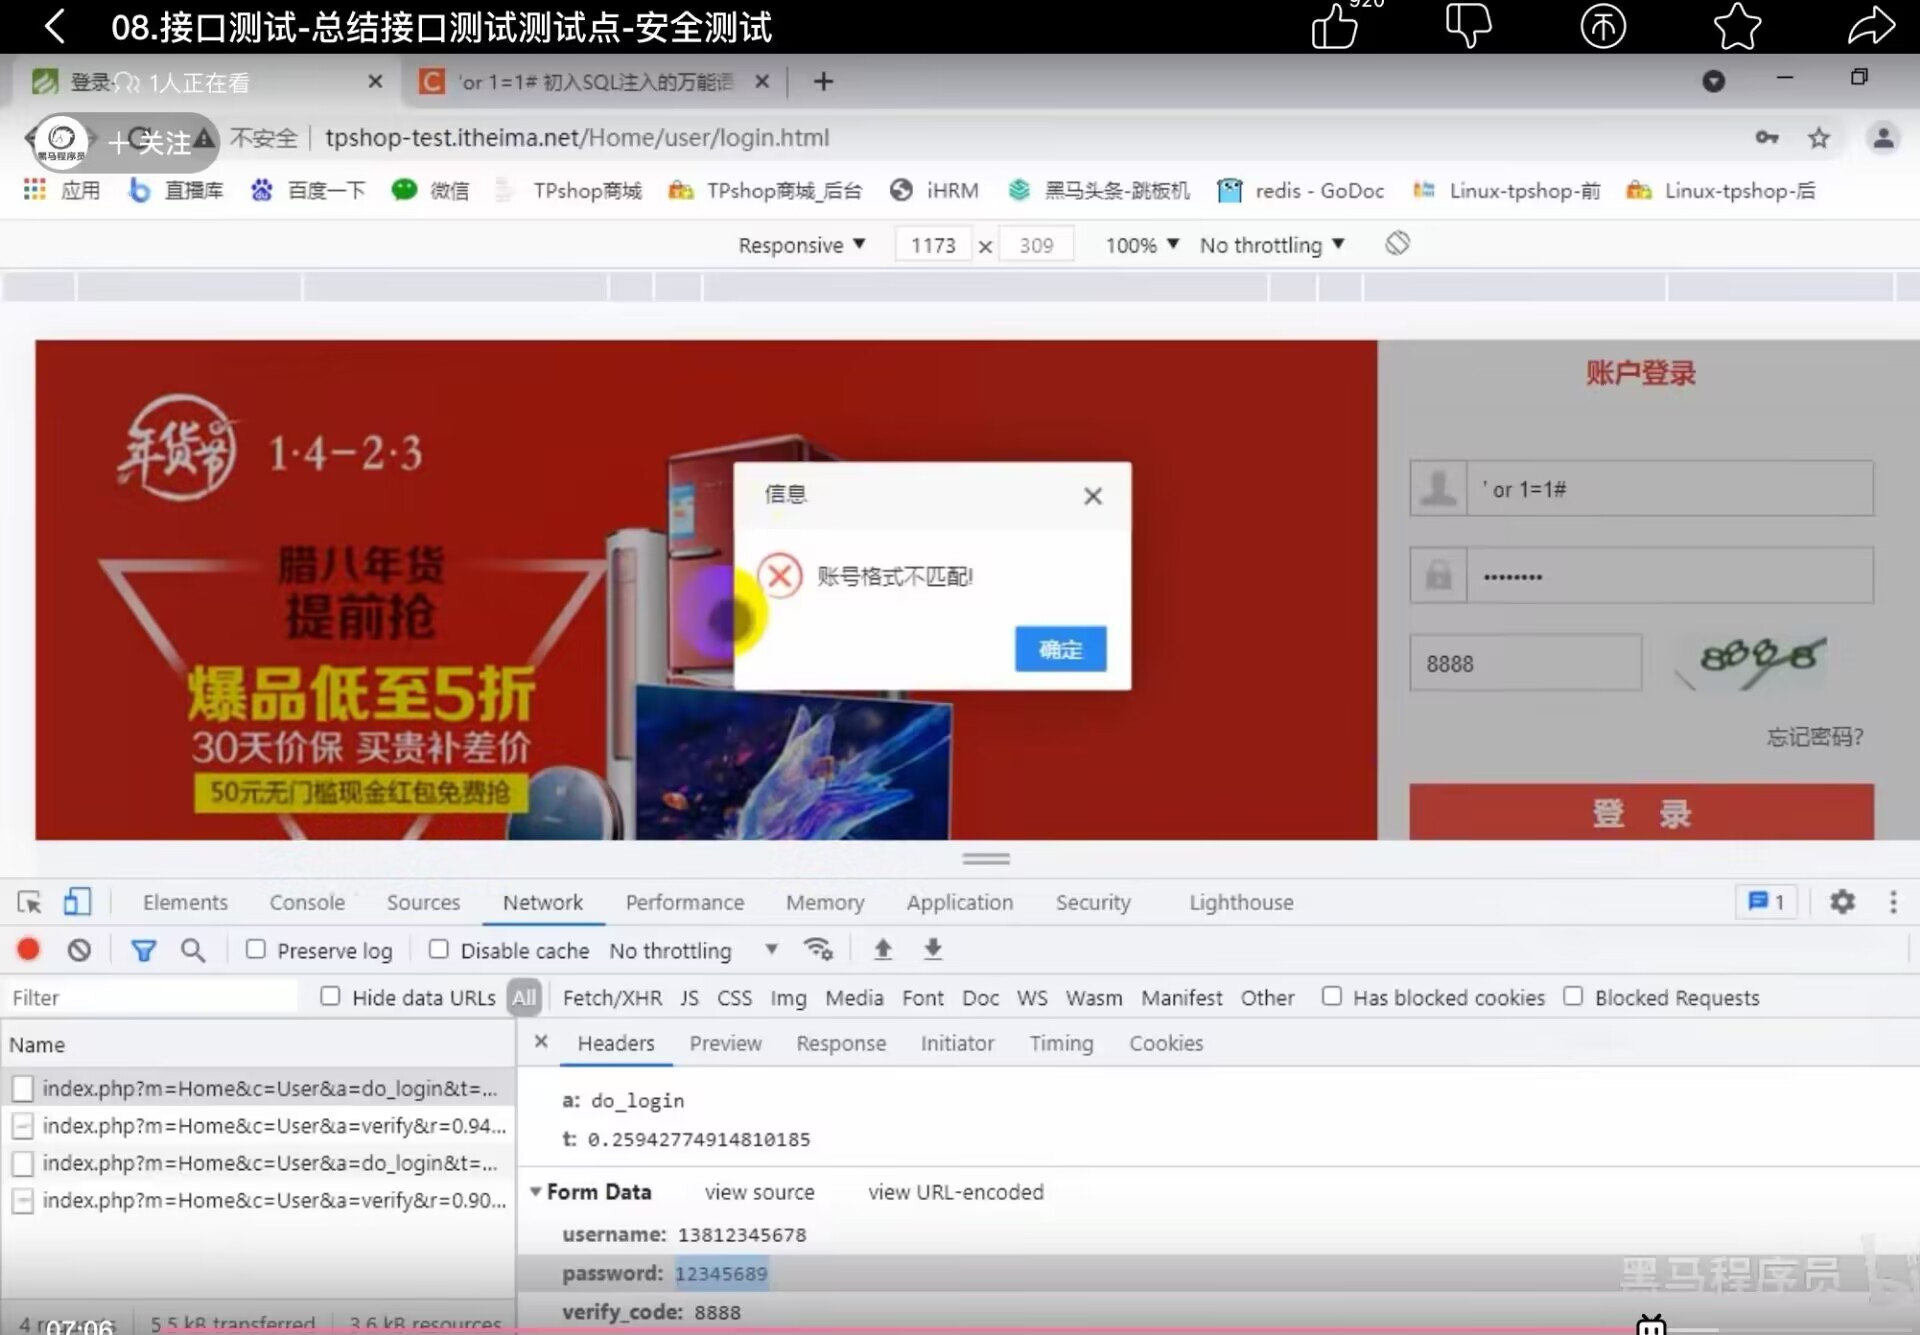 08.接口测试-总结接口测试测试点-安全测试
920
登录
1人正在看
'or 1=1# 初入SQL注入的万能语
+ 关注
不安全
tpshop-test.itheima.net/Home/user/login.html
应用 直播库 百度一下 微信 TPshop商城 TPshop商城_后台 iHRM 黑马头条-跳板机 redis - GoDoc Linux-tpshop-前 Linux-tpshop-后
Responsive 1173 × 309 100% No throttling
账户登录
年货节 1·4-2·3
信息
' or 1=1#
腊八年货
提前抢
账号格式不匹配!
确定
8888
8888
爆品低至5折
30天价保 买贵补差价
50元无门槛现金红包免费抢
忘记密码?
登 录
Elements Console Sources Network Performance Memory Application Security Lighthouse 1
Preserve log Disable cache No throttling
Filter Hide data URLs All Fetch/XHR JS CSS Img Media Font Doc WS Wasm Manifest Other Has blocked cookies Blocked Requests
Name
Headers Preview Response Initiator Timing Cookies
index.php?m=Home&c=User&a=do_login&t=...
index.php?m=Home&c=User&a=verify&r=0.94...
index.php?m=Home&c=User&a=do_login&t=...
index.php?m=Home&c=User&a=verify&r=0.90...
a: do_login
t: 0.25942774914810185
Form Data view source view URL-encoded
username: 13812345678
password: 12345689
verify_code: 8888
黑马程序员
07:06
5.5 kB transferred 3.6 kB resources